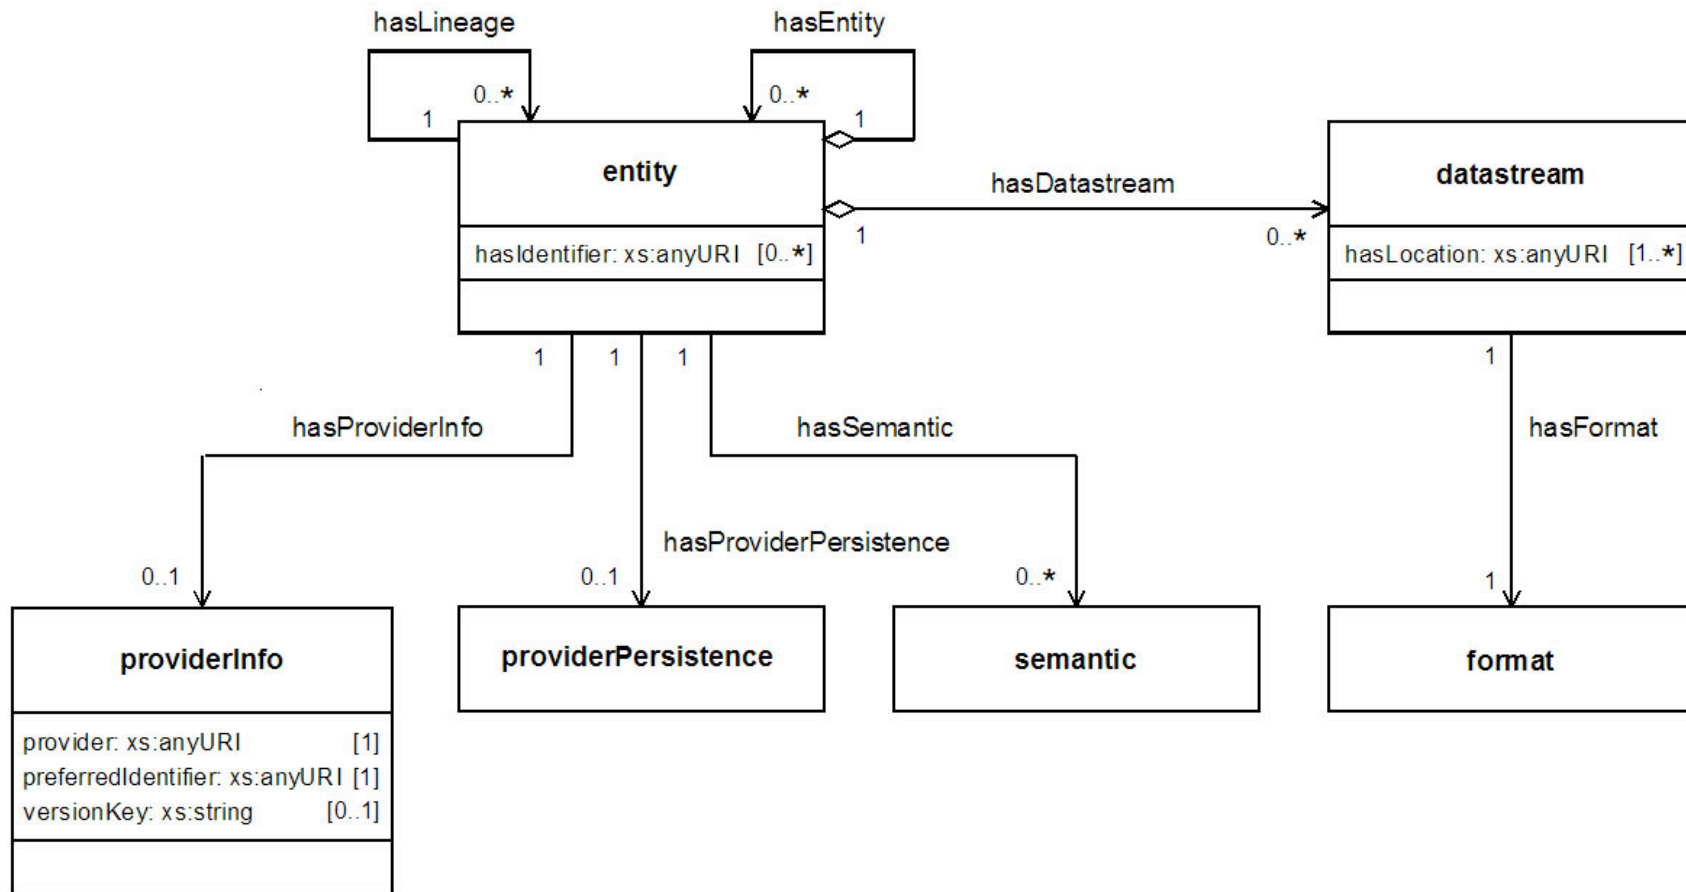 hasLineage
hasEntity
0..*
0..*
1
1
entity
datastream
hasDatastream
1
0..*
hasIdentifier: xs:anyURI [0..*]
hasLocation: xs:anyURI [1..*]
1
1
1
1
hasProviderInfo
hasSemantic
hasFormat
hasProviderPersistence
0..1
0..1
0..*
1
providerInfo
providerPersistence
semantic
format
provider: xs:anyURI [1]
preferredIdentifier: xs:anyURI [1]
versionKey: xs:string [0..1]